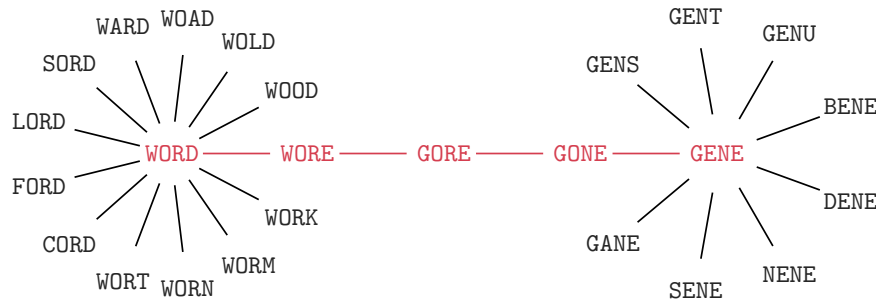 WOAD
GENT
WARD
WOLD
GENU
SORD
GENS
WOOD
BENE
LORD
WORD WORE GORE GONE GENE
FORD
DENE
WORK
CORD
GANE
WORM
NENE
WORT
WORN
SENE